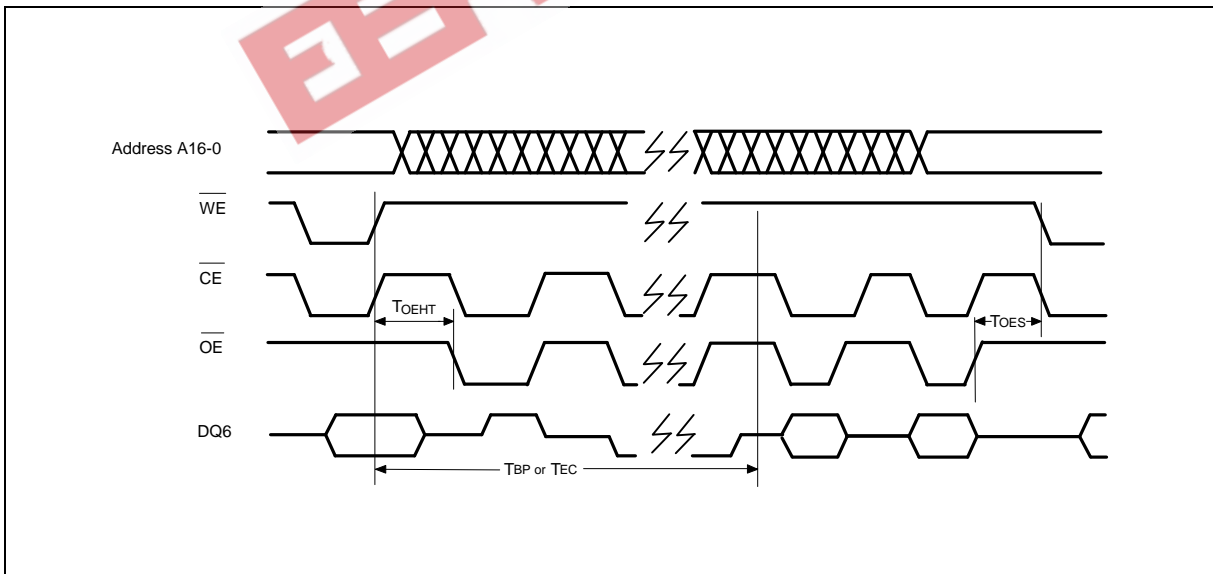 Address A16-0
WE
CE
TOEHT
TOES
OE
DQ6
TBP or TEC